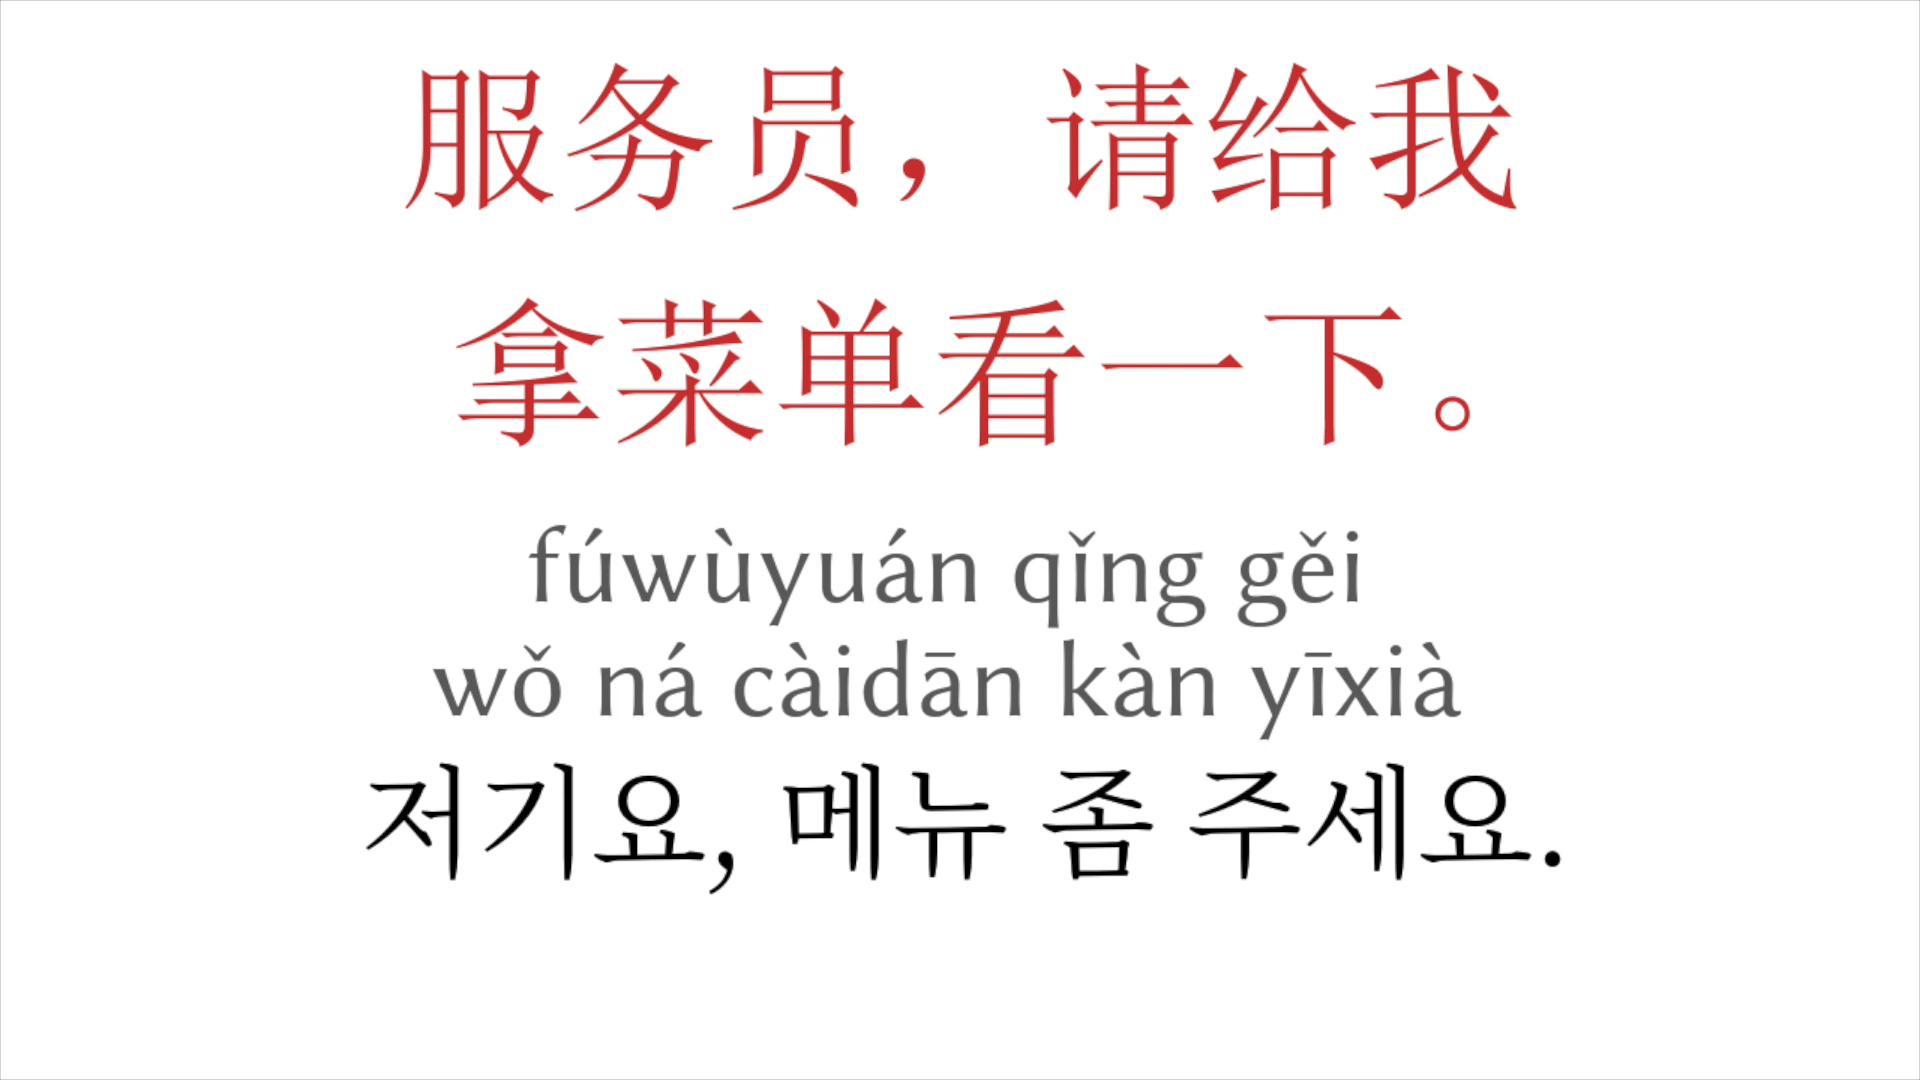 服务员，请给我
拿菜单看一下。
fúwùyuán qǐng gěi
wǒ ná càidān kàn yīxià
저기요, 메뉴 좀 주세요.